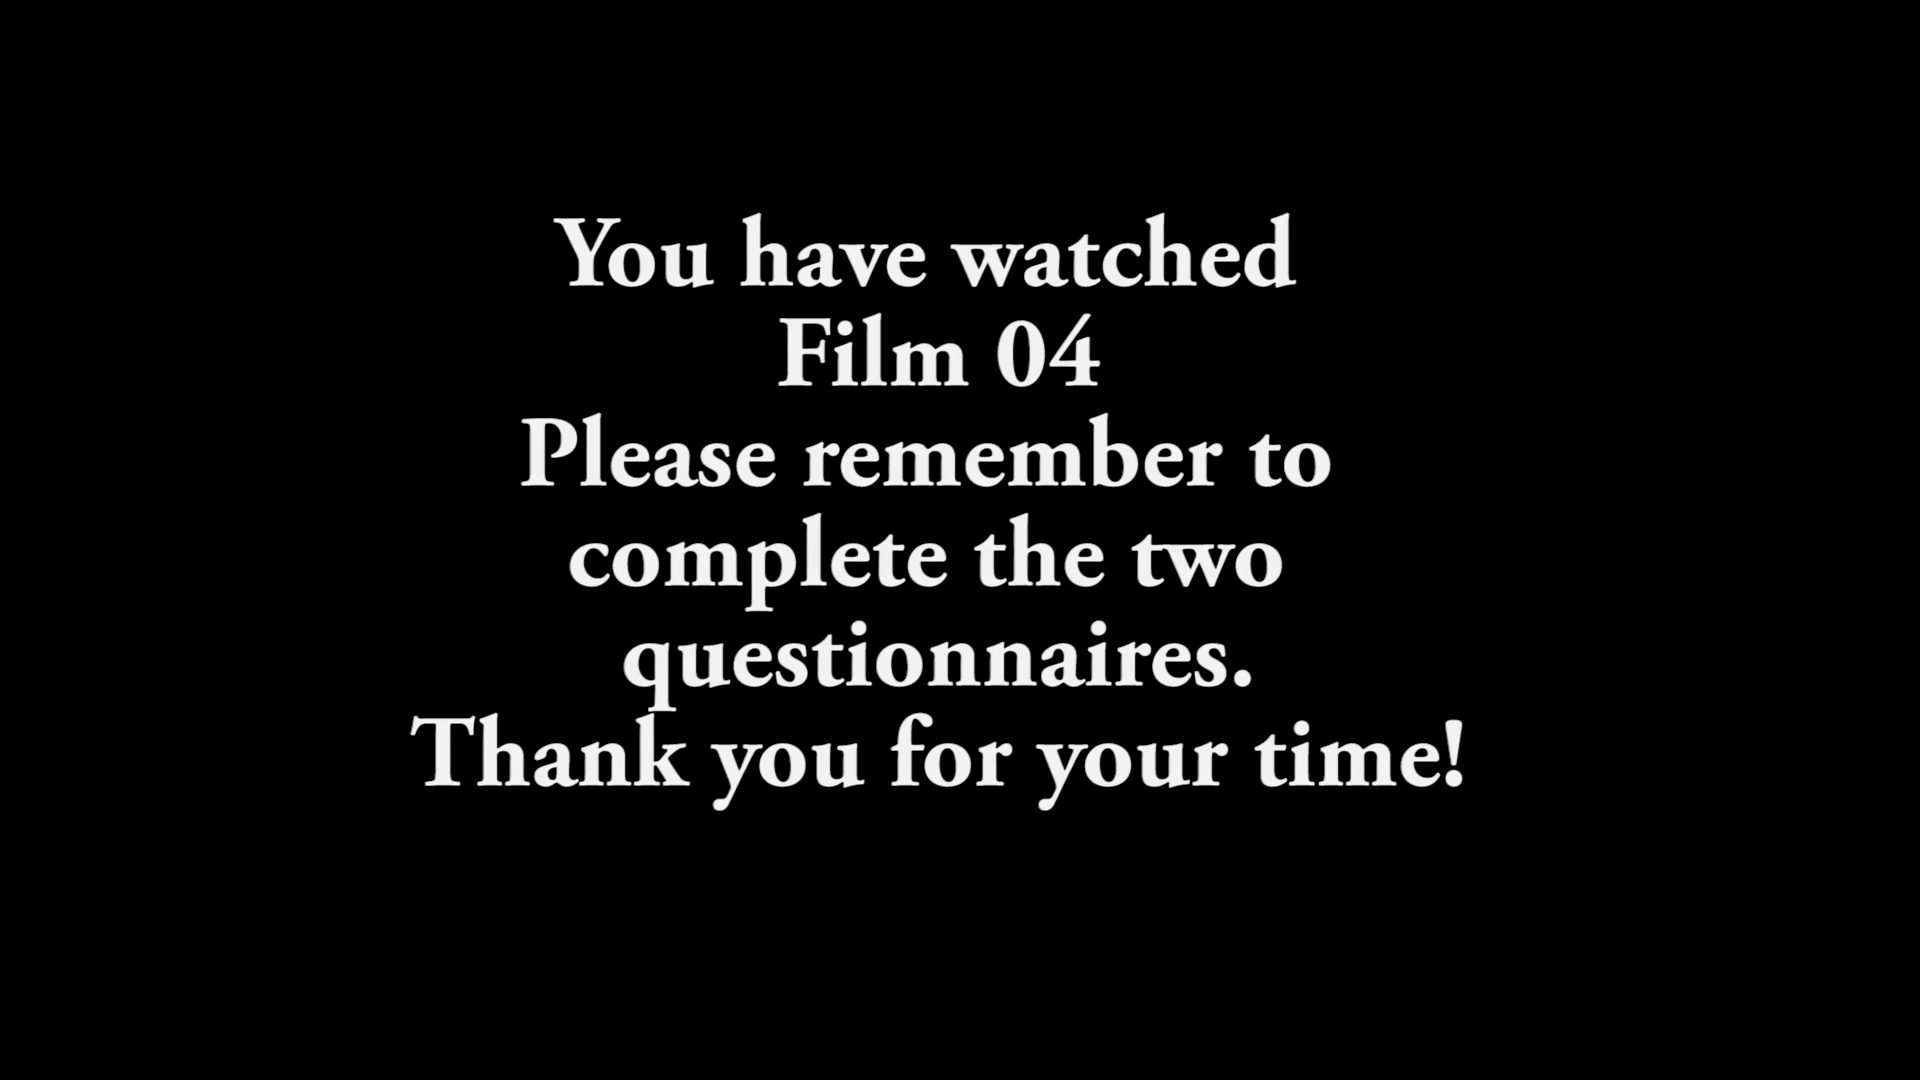 You have watched
Film 04
Please remember to
complete the two
questionnaires.
Thank you for your time!